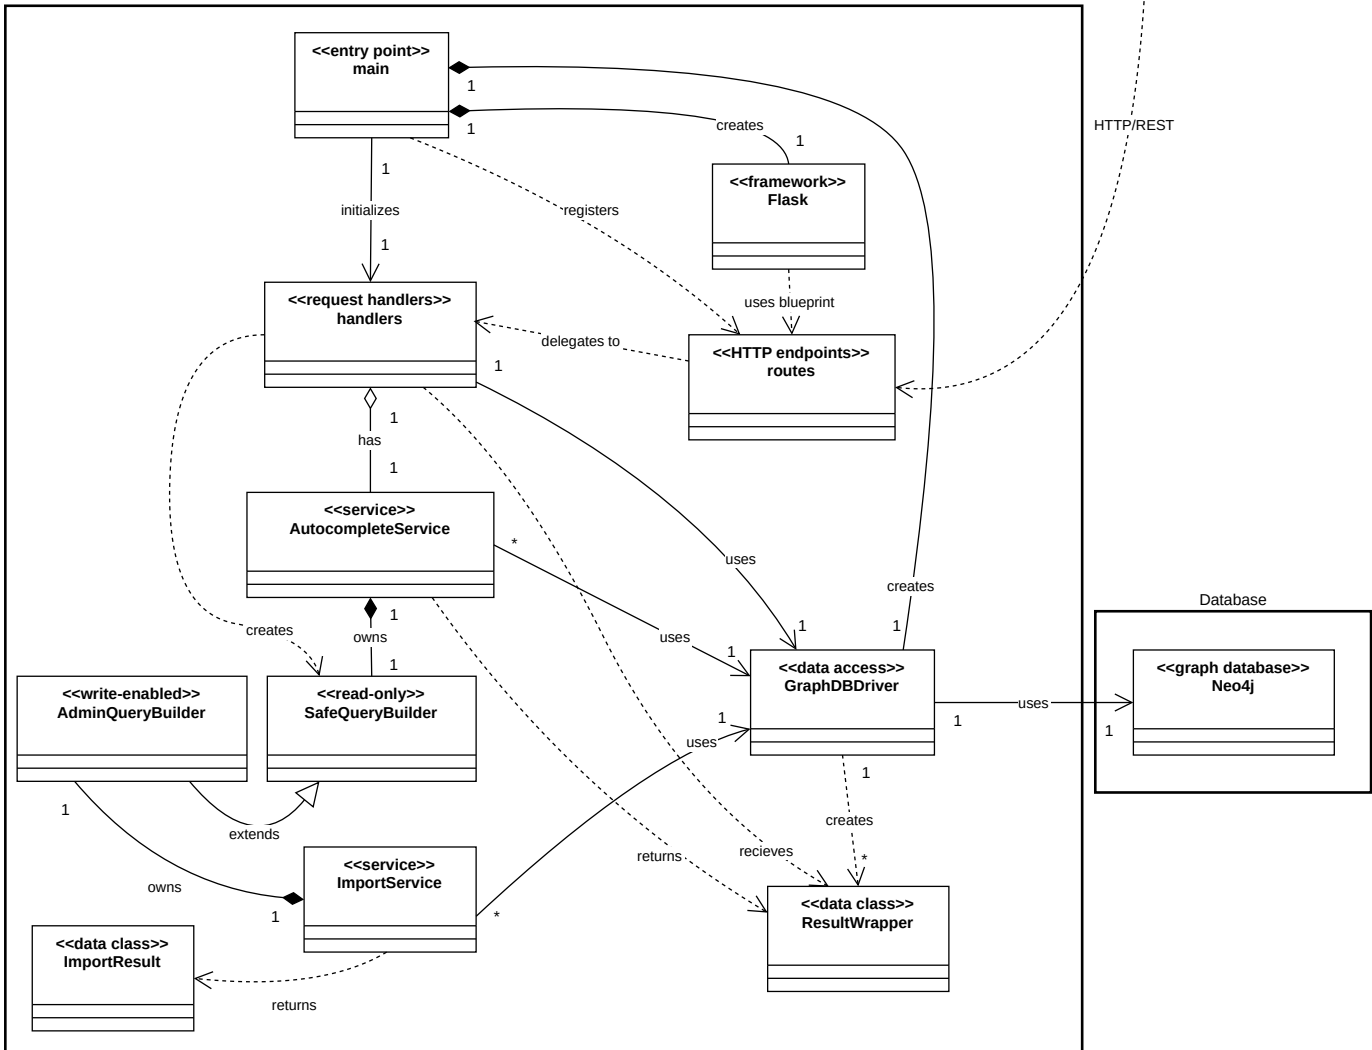 <<entry point>>
main
1
creates
1
1
HTTP/REST
1
<<framework>>
Flask
initializes
registers
1
<<request handlers>>
handlers
uses blueprint
delegates to
<<HTTP endpoints>>
routes
1
1
has
1
<<service>>
AutocompleteService
*
uses
creates
Database
1
owns
creates
uses
1
1
1
1
<<write-enabled>>
AdminQueryBuilder
<<read-only>>
SafeQueryBuilder
<<data access>>
GraphDBDriver
<<graph database>>
Neo4j
uses
1
1
1
uses
1
1
extends
creates
returns
recieves
*
<<service>>
ImportService
owns
1
*
<<data class>>
ResultWrapper
<<data class>>
ImportResult
returns